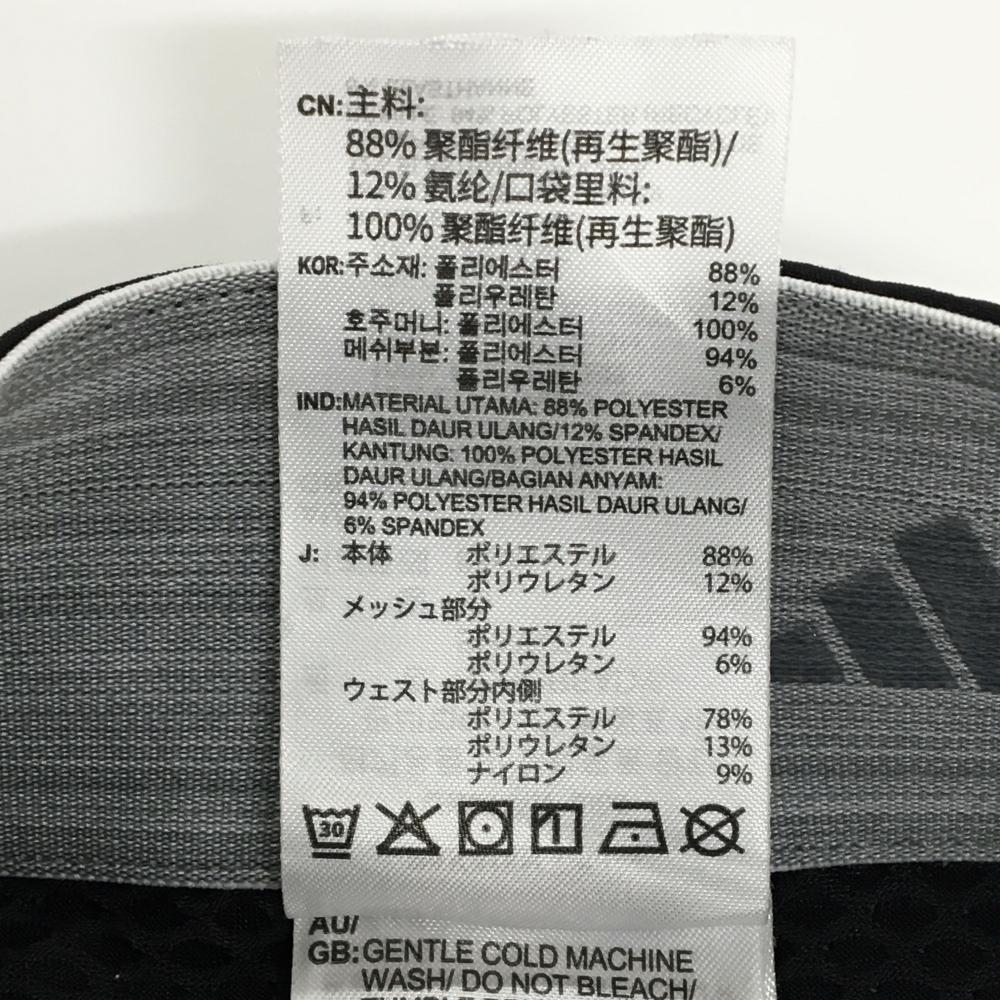 CN:主料:
88% 聚酯纤维(再生聚酯)/
12% 氨纶/口袋里料:
100% 聚酯纤维(再生聚酯)
KOR:주소재: 폴리에스터 88%
폴리우레탄 12%
호주머니: 폴리에스터 100%
메쉬부분: 폴리에스터 94%
폴리우레탄 6%
IND:MATERIAL UTAMA: 88% POLYESTER
HASIL DAUR ULANG/12% SPANDEX/
KANTUNG: 100% POLYESTER HASIL
DAUR ULANG/BAGIAN ANYAM:
94% POLYESTER HASIL DAUR ULANG/
6% SPANDEX
J: 本体 ポリエステル 88%
ポリウレタン 12%
メッシュ部分
ポリエステル 94%
ポリウレタン 6%
ウェスト部分内側
ポリエステル 78%
ポリウレタン 13%
ナイロン 9%
30
1
AU/
GB:GENTLE COLD MACHINE
WASH/ DO NOT BLEACH/